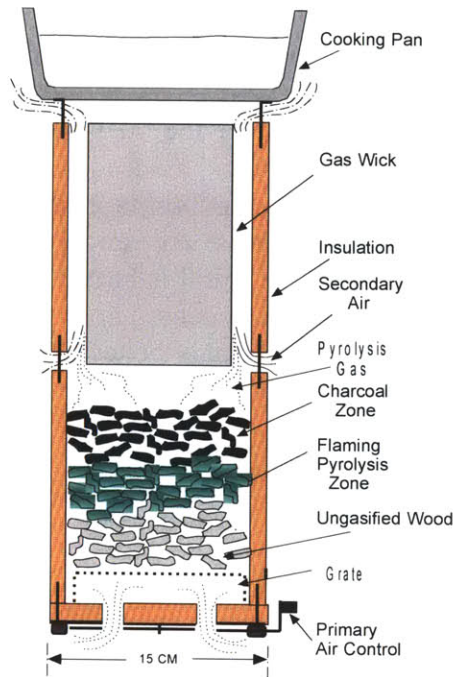 Cooking Pan
Gas Wick
Insulation
Secondary
Air
Pyrolysis
Gas
Charcoal
Zone
Flaming
Pyrolysis
Zone
Ungasified Wood
Grate
Primary
Air Control
15 CM